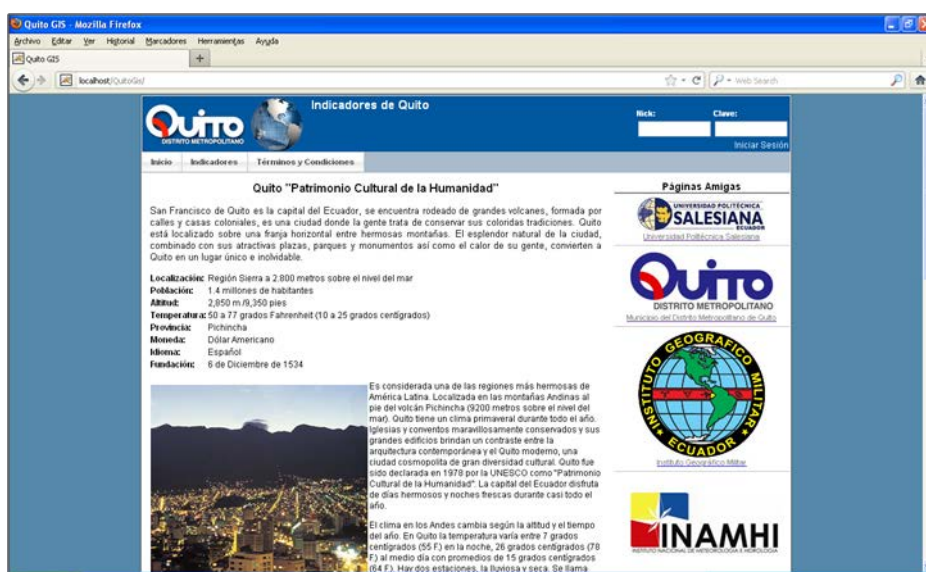 Quito GIS - Mozilla Firefox
Archivo Editar Ver Historial Marcadores Herramientas Ayuda
Quito GIS
localhost/QuitoGis/
Web Search
QUITO
DISTRITO METROPOLITANO
Indicadores de Quito
Nick:
Clave:
Iniciar Sesión
Inicio Indicadores Términos y Condiciones
Quito "Patrimonio Cultural de la Humanidad"
San Francisco de Quito es la capital del Ecuador, se encuentra rodeado de grandes volcanes, formada por
calles y casas coloniales, es una ciudad donde la gente trata de conservar sus coloridas tradiciones. Quito
está localizado sobre una franja horizontal entre hermosas montañas. El esplendor natural de la ciudad,
combinado con sus atractivas plazas, parques y monumentos así como el calor de su gente, convierten a
Quito en un lugar único e inolvidable.
Localización: Región Sierra a 2.800 metros sobre el nivel del mar
Población: 1.4 millones de habitantes
Altitud: 2,850 m./9,350 pies
Temperatura: 50 a 77 grados Fahrenheit (10 a 25 grados centígrados)
Provincia: Pichincha
Moneda: Dólar Americano
Idioma: Español
Fundación: 6 de Diciembre de 1534
Es considerada una de las regiones más hermosas de
América Latina. Localizada en las montañas Andinas al
pie del volcán Pichincha (9200 metros sobre el nivel del
mar). Quito tiene un clima primaveral durante todo el año.
Iglesias y conventos maravillosamente conservados y sus
grandes edificios brindan un contraste entre la
arquitectura contemporánea y el Quito moderno, una
ciudad cosmopolita de gran diversidad cultural. Quito fue
sido declarada en 1978 por la UNESCO como "Patrimonio
Cultural de la Humanidad". La capital del Ecuador disfruta
de días hermosos y noches frescas durante casi todo el
año.
El clima en los Andes cambia según la altitud y el tiempo
del año. En Quito la temperatura varía entre 7 grados
centígrados (55 F.) en la noche, 26 grados centígrados (78
F.) al medio día con promedios de 15 grados centígrados
(64 F.). Hay dos estaciones, la lluviosa y seca. Se llama
Páginas Amigas
UNIVERSIDAD POLITÉCNICA
SALESIANA
ECUADOR
Universidad Politécnica Salesiana
QUITO
DISTRITO METROPOLITANO
Municipio del Distrito Metropolitano de Quito
INSTITUTO GEOGRAFICO MILITAR
ECUADOR
Instituto Geográfico Militar
INAMHI
INSTITUTO NACIONAL DE METEOROLOGIA E HIDROLOGIA